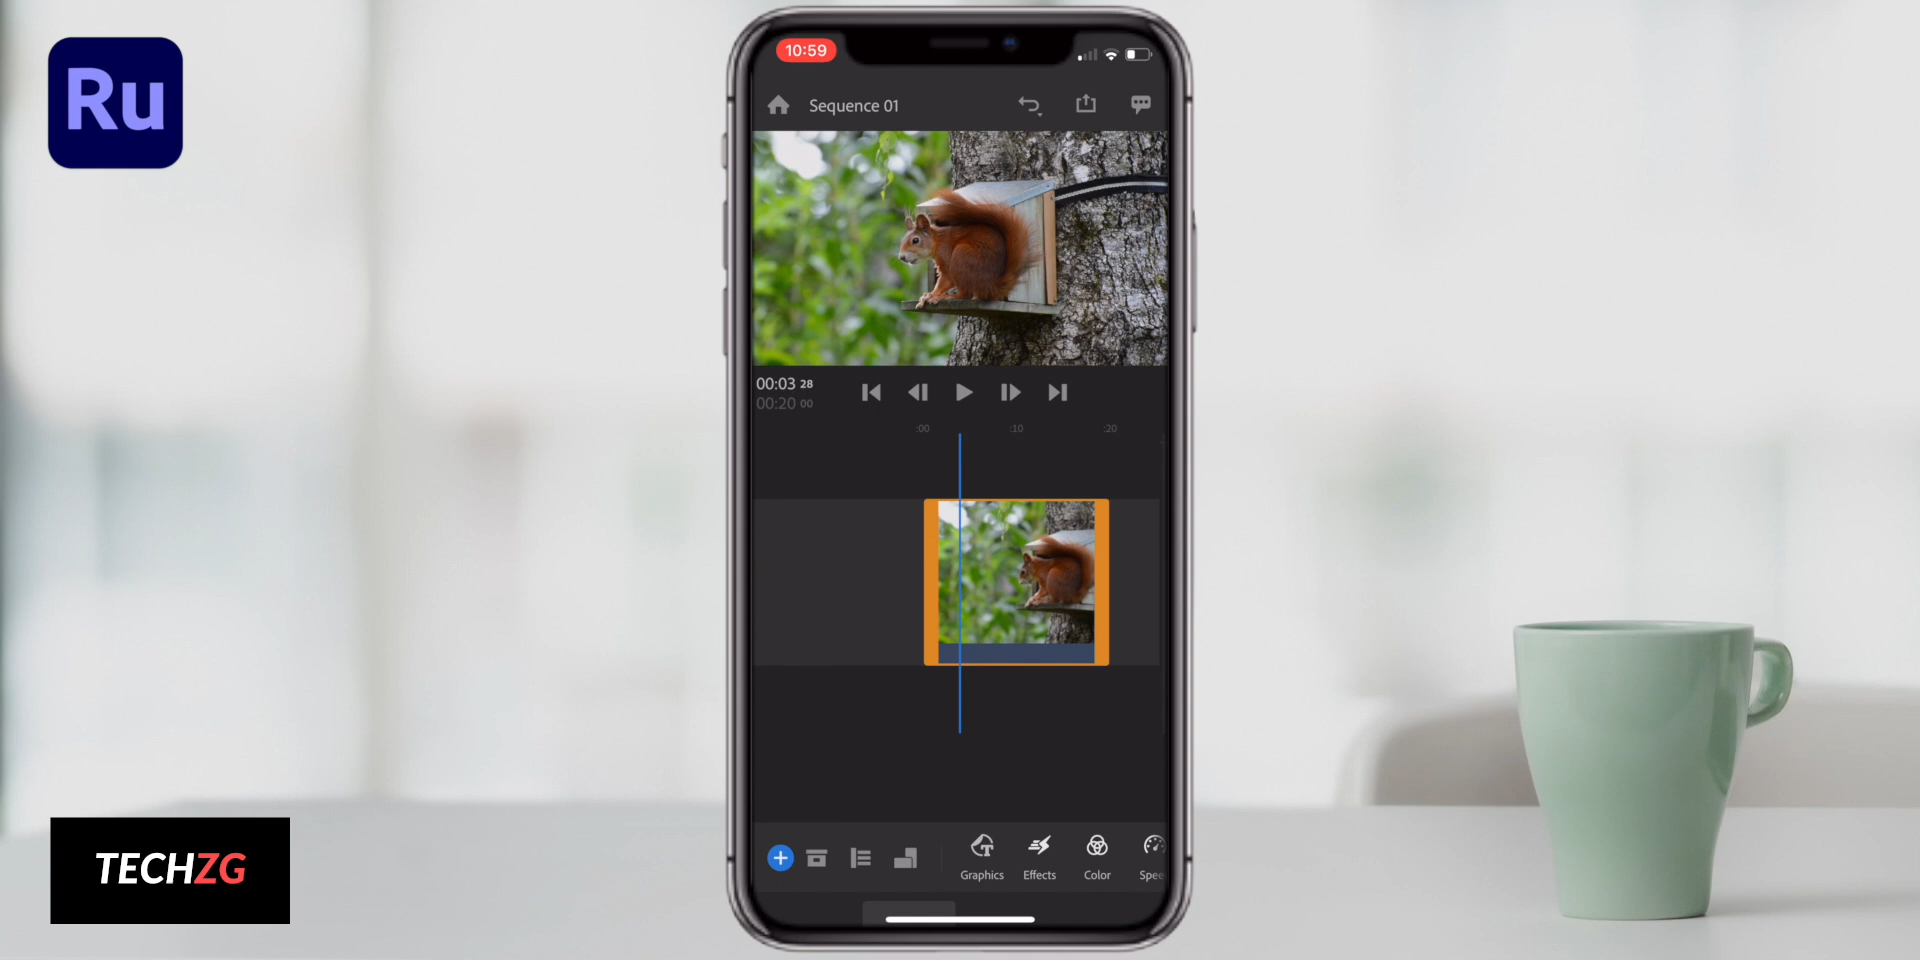 Ru
10:59
Sequence 01
00:03 28
00:20 00
:00 :10 :20
Graphics Effects Color Spee
TECHZG